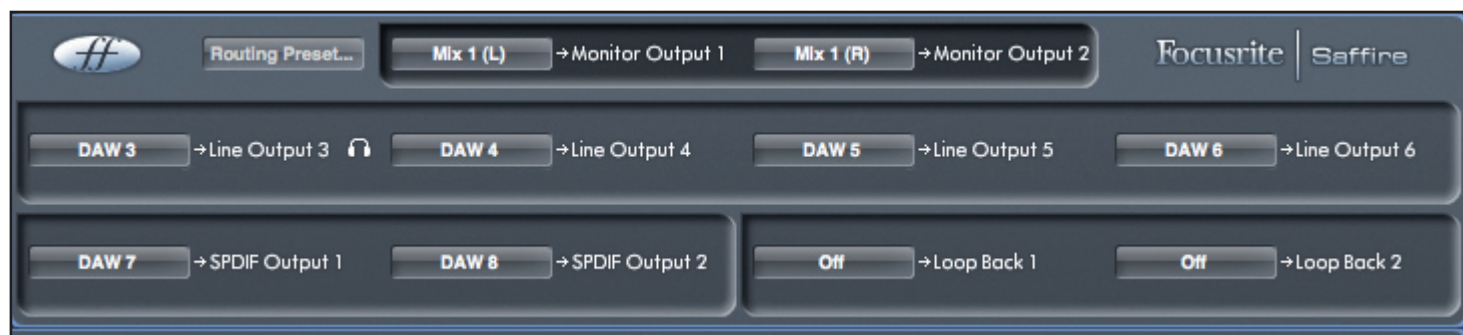 ff Routing Preset... Mix 1 (L) →Monitor Output 1 Mix 1 (R) →Monitor Output 2 Focusrite | Saffire
DAW 3 →Line Output 3 DAW 4 →Line Output 4 DAW 5 →Line Output 5 DAW 6 →Line Output 6
DAW 7 →SPDIF Output 1 DAW 8 →SPDIF Output 2 Off →Loop Back 1 Off →Loop Back 2